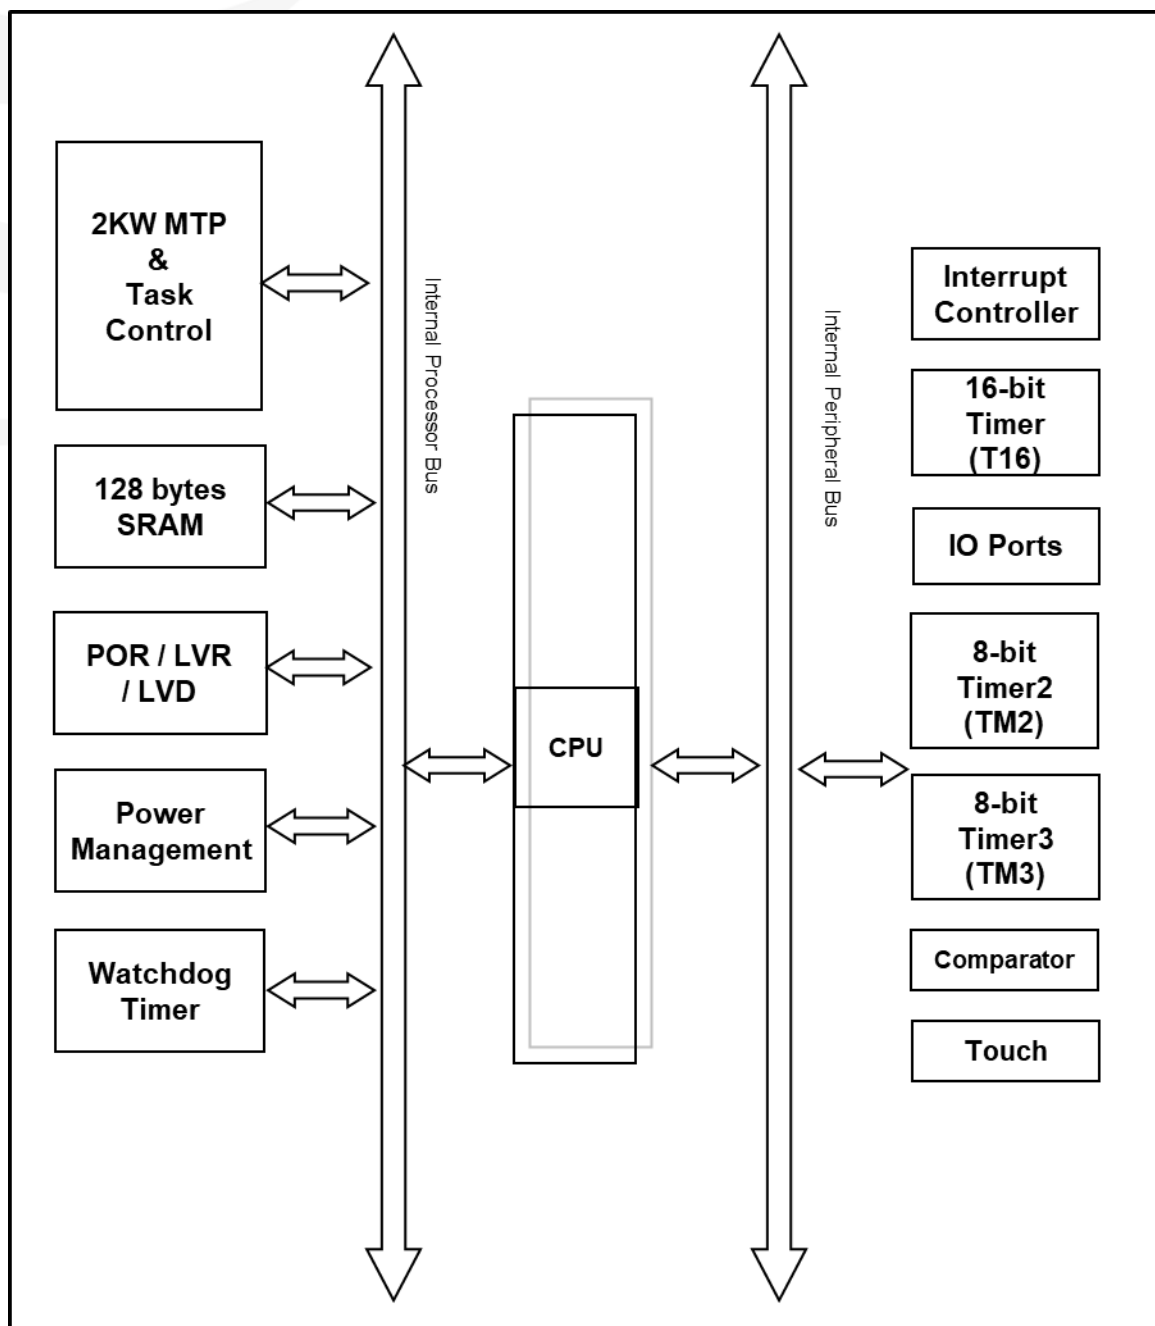 2KW MTP
&
Task
Control
128 bytes
SRAM
POR / LVR
/ LVD
Power
Management
Watchdog
Timer
Internal Processor Bus
CPU
Internal Peripheral Bus
Interrupt
Controller
16-bit
Timer
(T16)
IO Ports
8-bit
Timer2
(TM2)
8-bit
Timer3
(TM3)
Comparator
Touch